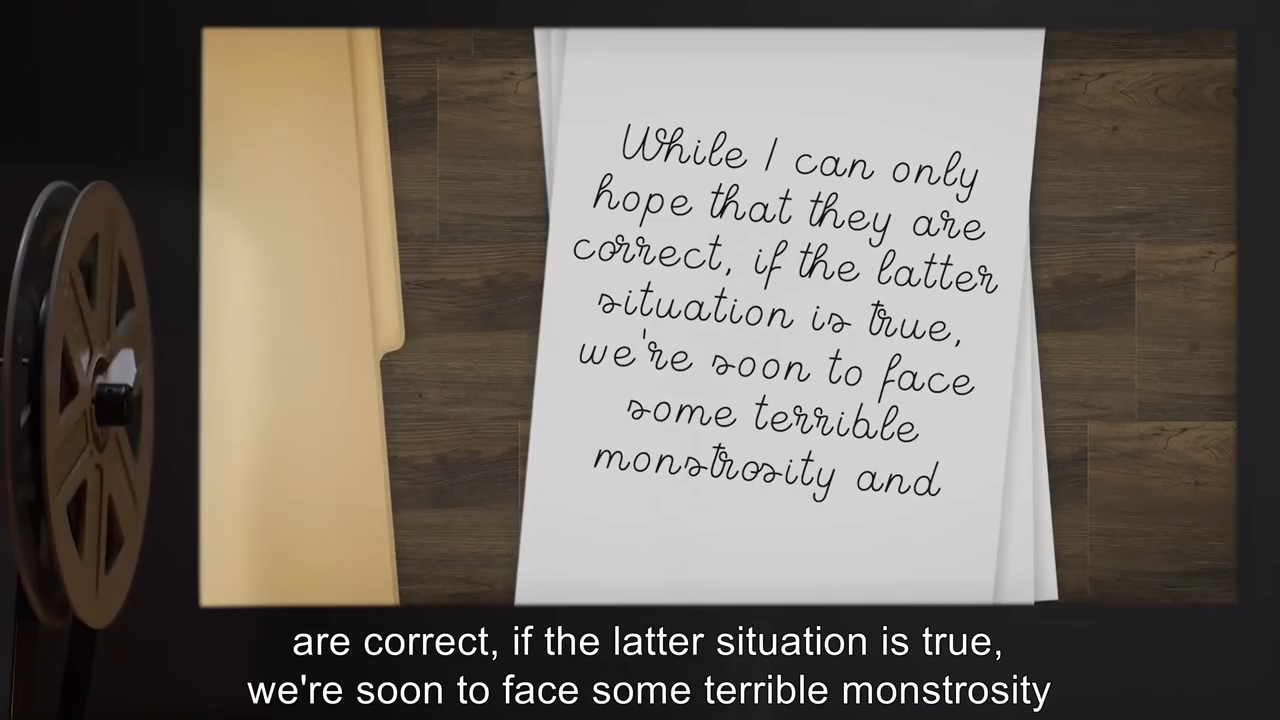 While I can only
hope that they are
correct, if the latter
situation is true,
we're soon to face
some terrible
monstrosity and
are correct, if the latter situation is true,
we're soon to face some terrible monstrosity